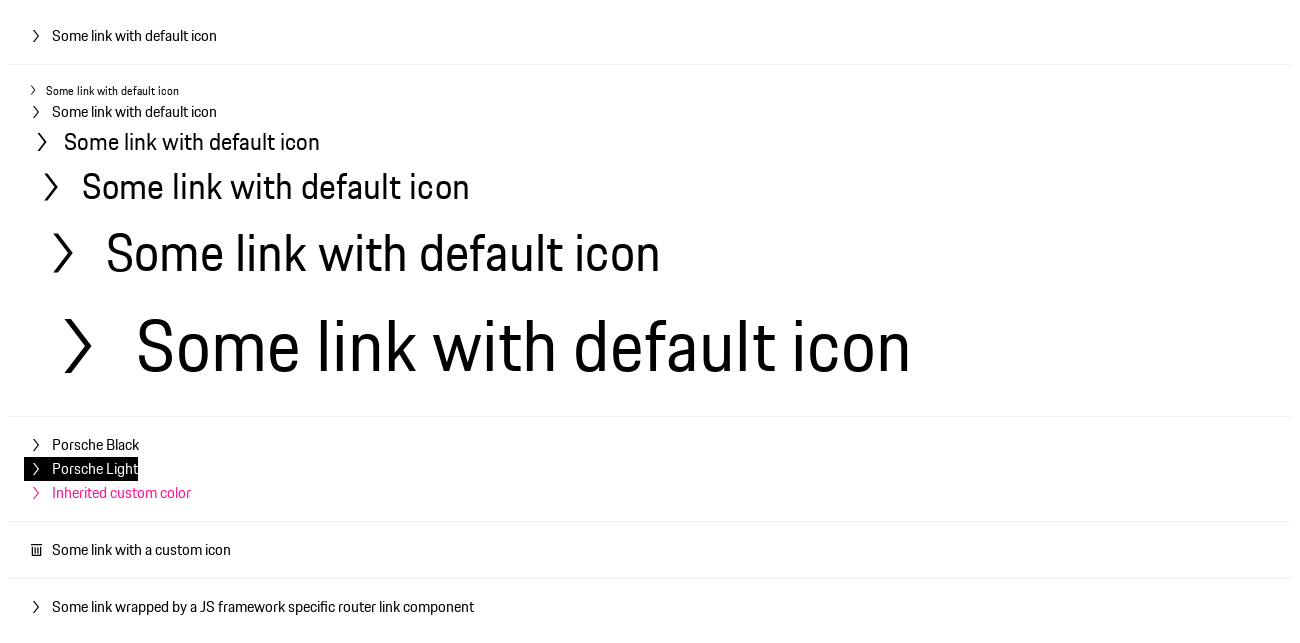 Some link with default icon
Some link with default icon
Some link with default icon
Some link with default icon
Some link with default icon
Some link with default icon
Some link with default icon
Porsche Black
Porsche Light
Inherited custom color
Some link with a custom icon
Some link wrapped by a JS framework specific router link component